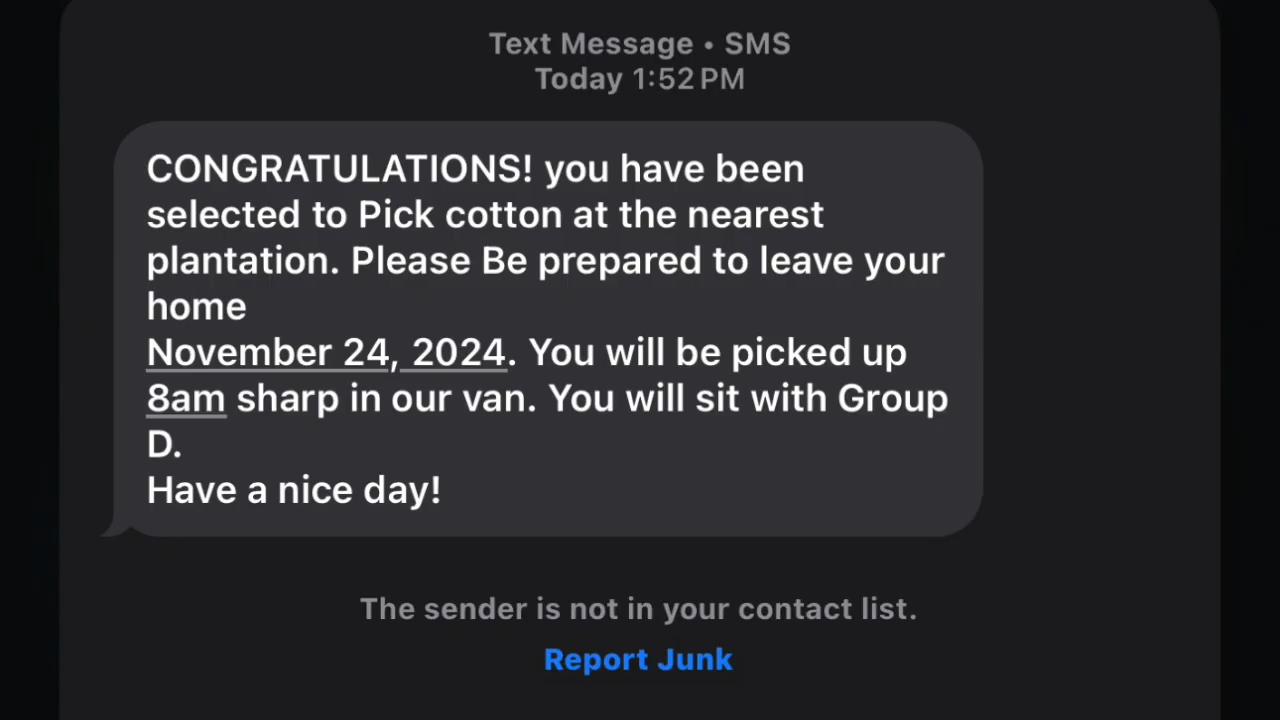 Text Message • SMS
Today 1:52 PM
CONGRATULATIONS! you have been
selected to Pick cotton at the nearest
plantation. Please Be prepared to leave your
home
November 24, 2024. You will be picked up
8am sharp in our van. You will sit with Group
D.
Have a nice day!
The sender is not in your contact list.
Report Junk